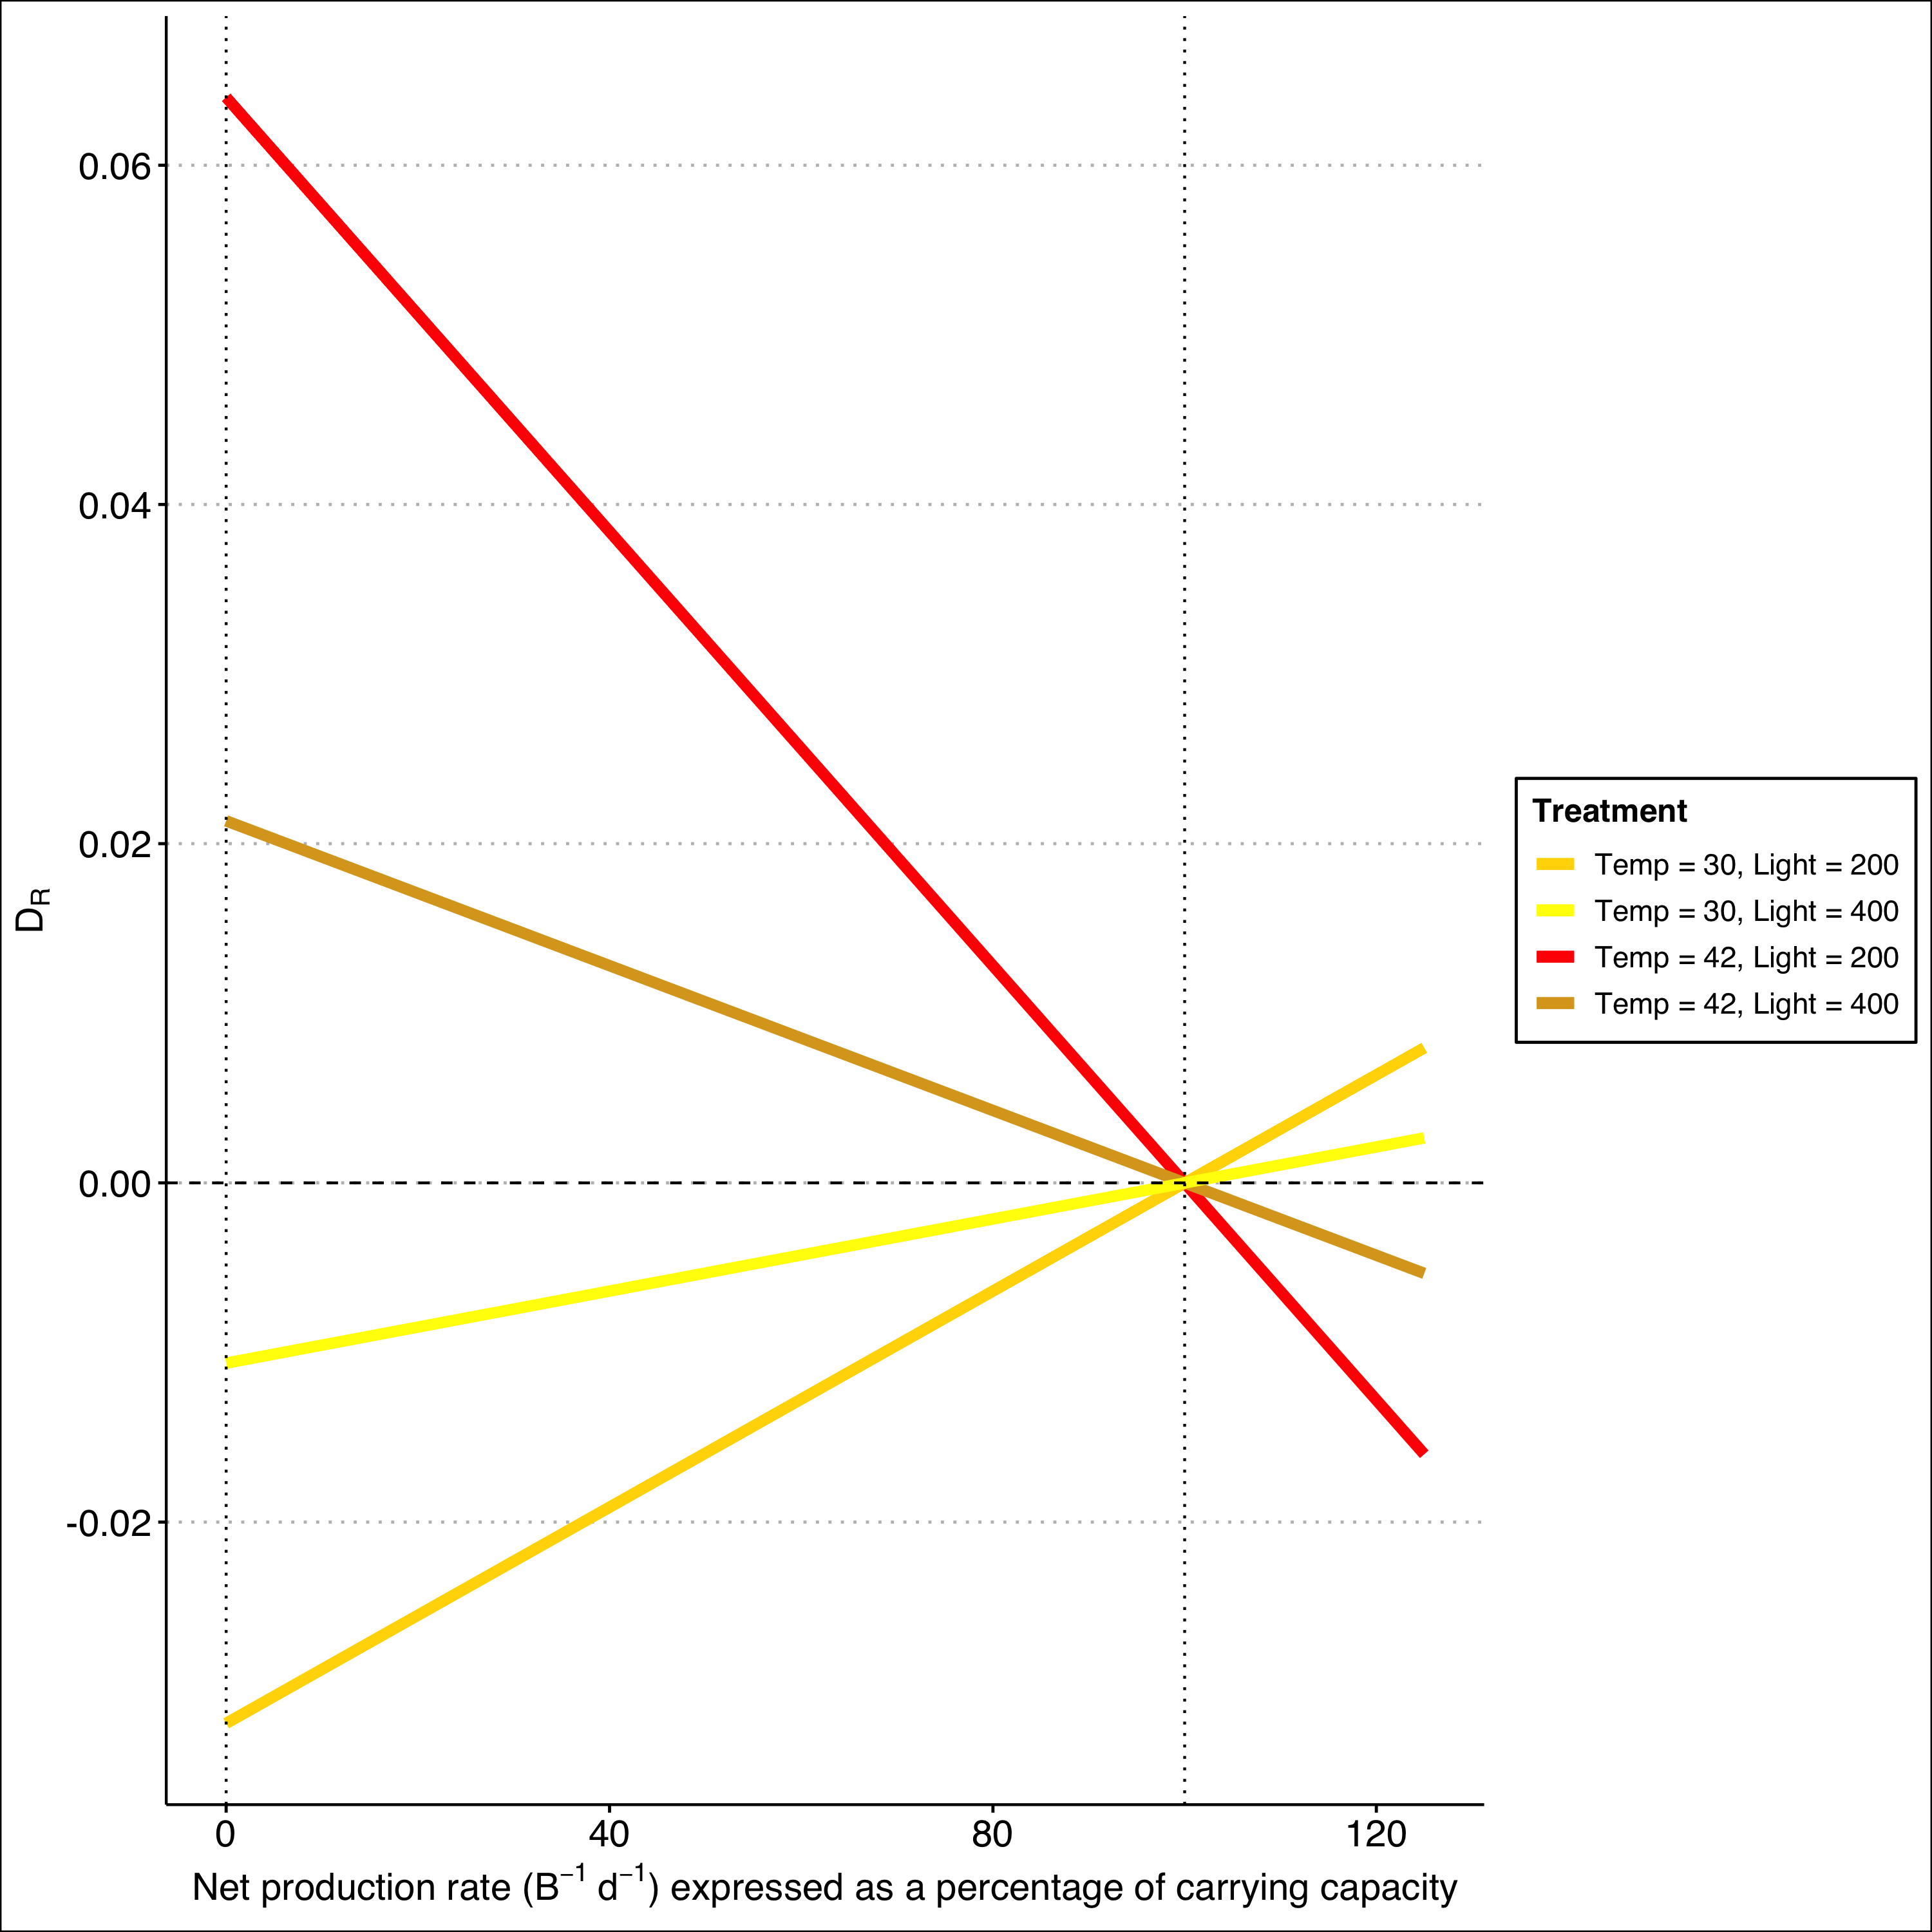 0.06
0.04
0.02
0.00
-0.02
D_R
0 40 80 120
Net production rate (B⁻¹ d⁻¹) expressed as a percentage of carrying capacity
Treatment
Temp = 30, Light = 200
Temp = 30, Light = 400
Temp = 42, Light = 200
Temp = 42, Light = 400